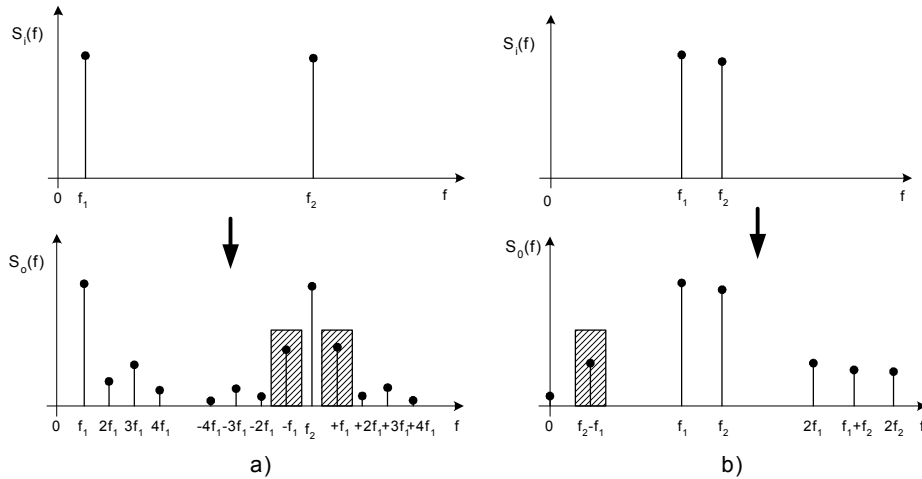 S_i(f)
0 f_1 f_2 f
S_o(f)
0 f_1 2f_1 3f_1 4f_1 -4f_1 -3f_1 -2f_1 -f_1 f_2 +f_1 +2f_1 +3f_1 +4f_1 f
a)
S_i(f)
0 f_1 f_2 f
S_0(f)
0 f_2-f_1 f_1 f_2 2f_1 f_1+f_2 2f_2 f
b)